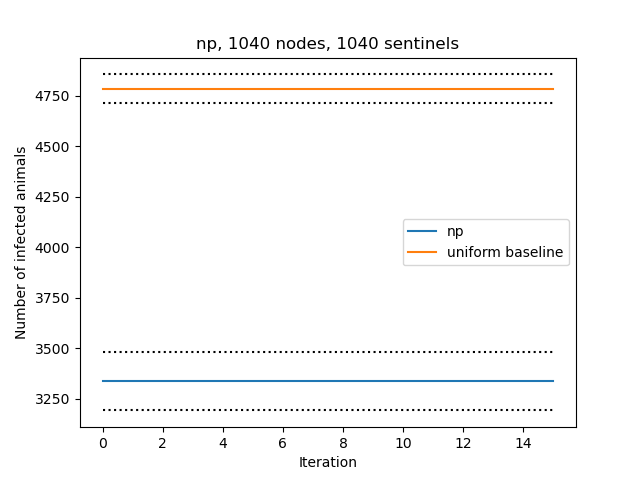 np, 1040 nodes, 1040 sentinels
Number of infected animals
4750
4500
4250
4000
3750
3500
3250
np
uniform baseline
0 2 4 6 8 10 12 14
Iteration